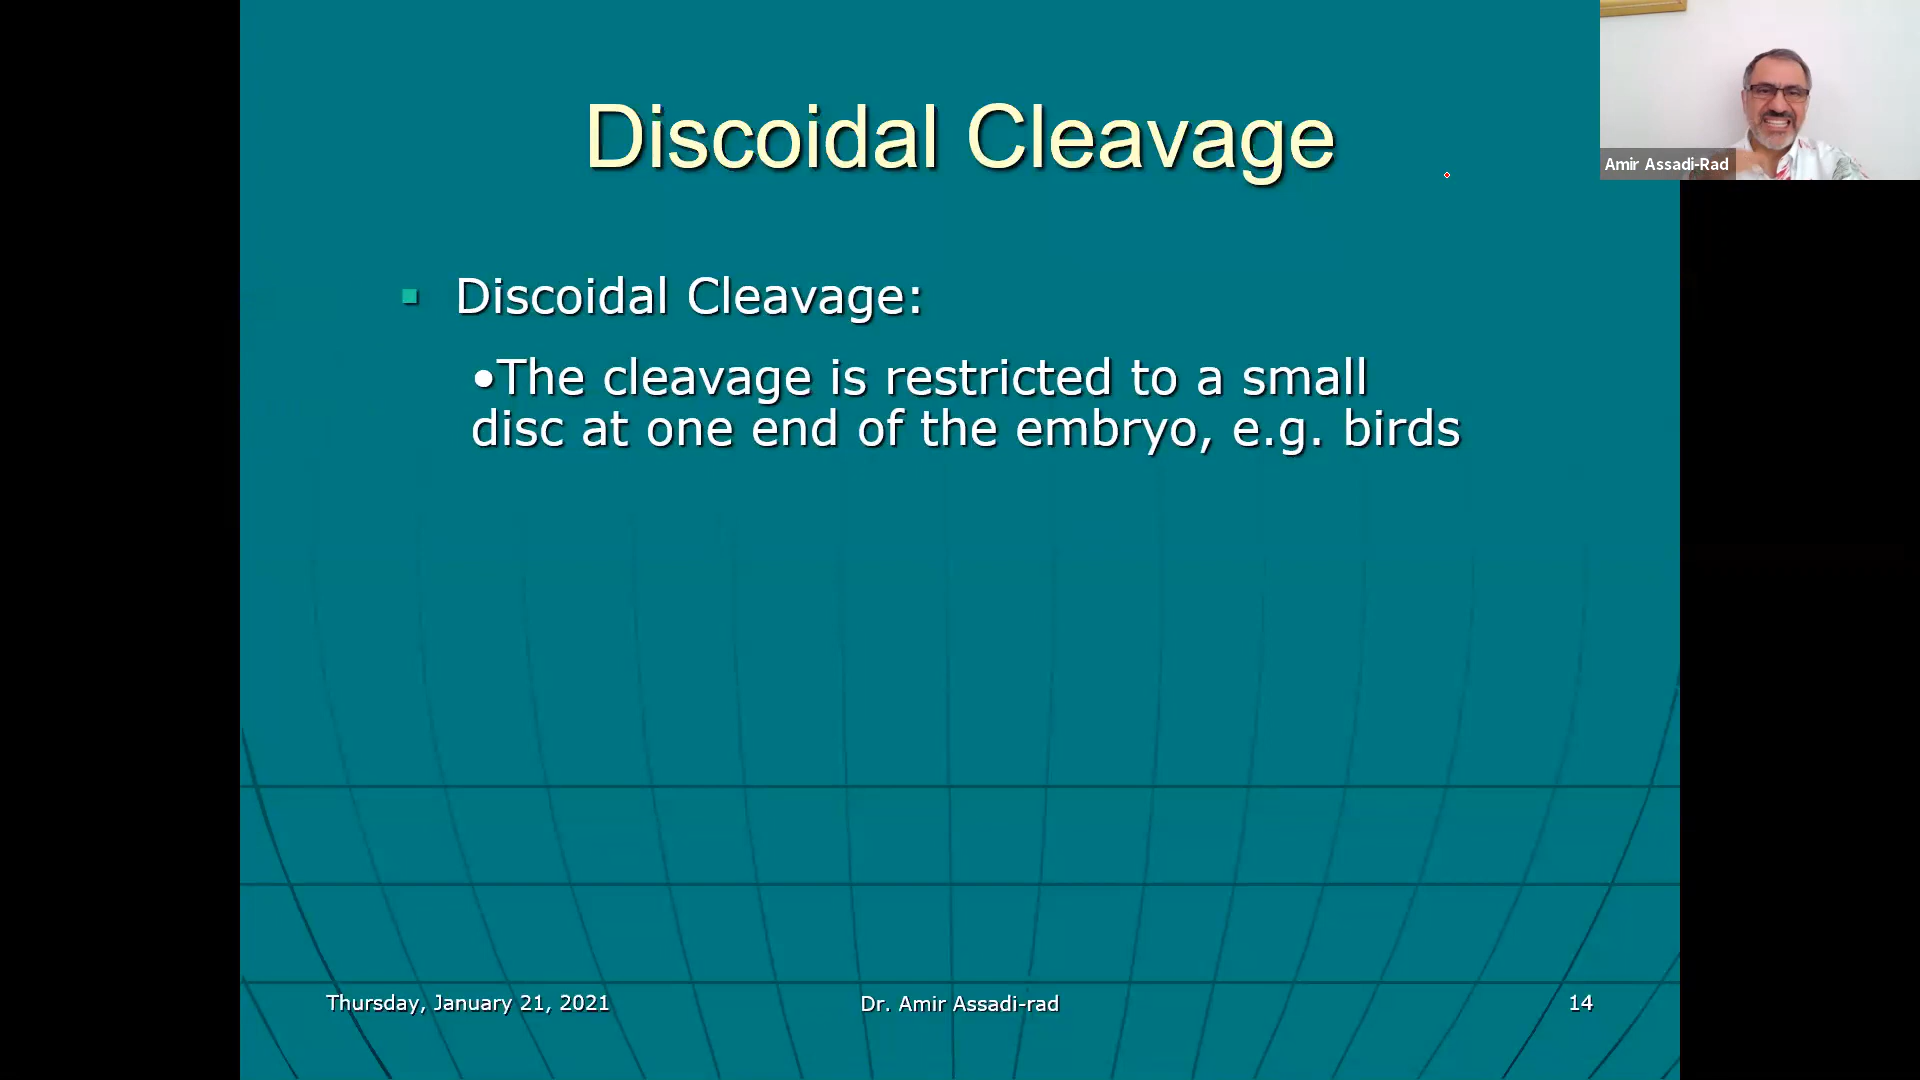 Discoidal Cleavage
Amir Assadi-Rad
Discoidal Cleavage:
•The cleavage is restricted to a small
disc at one end of the embryo, e.g. birds
Thursday, January 21, 2021
Dr. Amir Assadi-rad
14